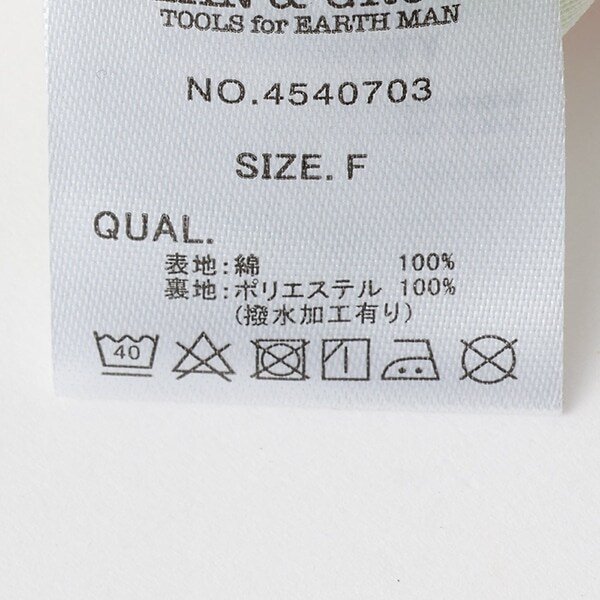 TOOLS for EARTH MAN
NO.4540703
SIZE. F
QUAL.
表地:綿 100%
裏地:ポリエステル 100%
(撥水加工有り)
40